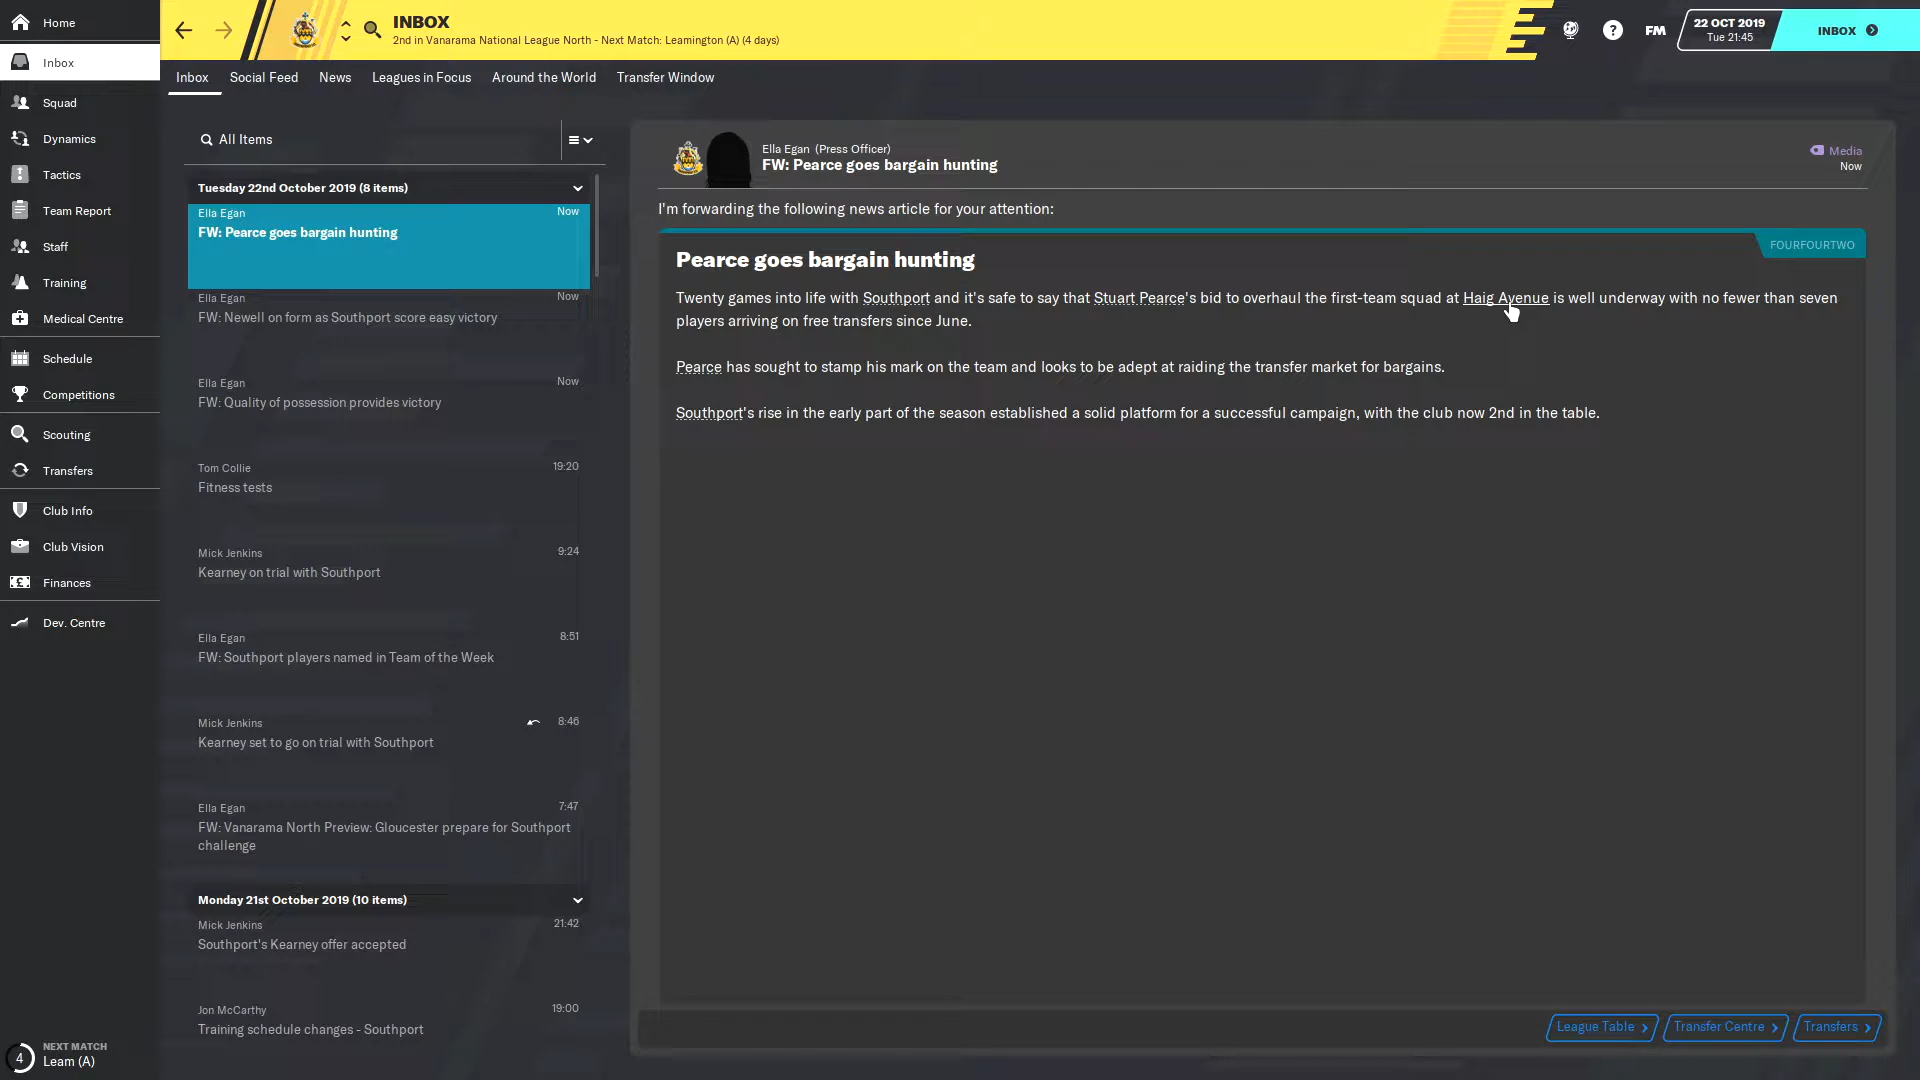 Home
Inbox
Squad
Dynamics
Tactics
Team Report
Staff
Training
Medical Centre
Schedule
Competitions
Scouting
Transfers
Club Info
Club Vision
Finances
Dev. Centre
4
NEXT MATCH
Leam (A)
INBOX
2nd in Vanarama National League North - Next Match: Leamington (A) (4 days)
?
FM
22 OCT 2019
Tue 21:45
INBOX
Inbox
Social Feed
News
Leagues in Focus
Around the World
Transfer Window
All Items
Tuesday 22nd October 2019 (8 items)
Ella Egan
Now
FW: Pearce goes bargain hunting
Ella Egan
Now
FW: Newell on form as Southport score easy victory
Ella Egan
Now
FW: Quality of possession provides victory
Tom Collie
19:20
Fitness tests
Mick Jenkins
9:24
Kearney on trial with Southport
Ella Egan
8:51
FW: Southport players named in Team of the Week
Mick Jenkins
8:46
Kearney set to go on trial with Southport
Ella Egan
7:47
FW: Vanarama North Preview: Gloucester prepare for Southport
challenge
Monday 21st October 2019 (10 items)
Mick Jenkins
21:42
Southport's Kearney offer accepted
Jon McCarthy
19:00
Training schedule changes - Southport
Ella Egan (Press Officer)
FW: Pearce goes bargain hunting
Media
Now
I'm forwarding the following news article for your attention:
FOURFOURTWO
Pearce goes bargain hunting
Twenty games into life with Southport and it's safe to say that Stuart Pearce's bid to overhaul the first-team squad at Haig Avenue is well underway with no fewer than seven
players arriving on free transfers since June.
Pearce has sought to stamp his mark on the team and looks to be adept at raiding the transfer market for bargains.
Southport's rise in the early part of the season established a solid platform for a successful campaign, with the club now 2nd in the table.
League Table
Transfer Centre
Transfers